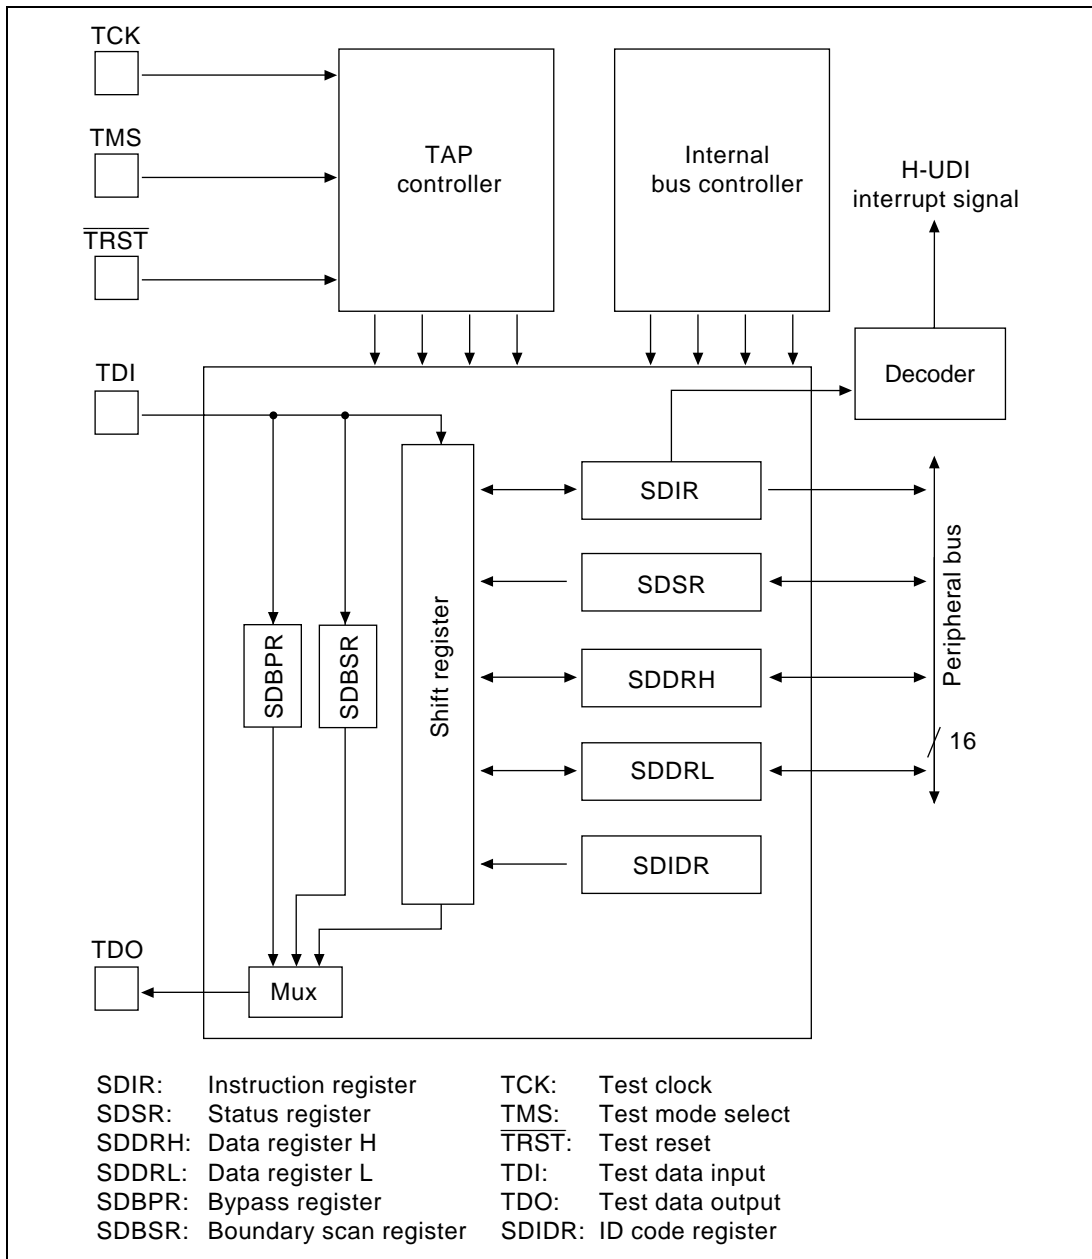 TCK
TMS
TRST
TDI
TDO
TAP
controller
Internal
bus controller
H-UDI
interrupt signal
Decoder
SDIR
SDSR
SDDRH
SDDRL
SDIDR
SDBPR
SDBSR
Shift register
Peripheral bus
16
Mux
SDIR: Instruction register
SDSR: Status register
SDDRH: Data register H
SDDRL: Data register L
SDBPR: Bypass register
SDBSR: Boundary scan register
TCK: Test clock
TMS: Test mode select
TRST: Test reset
TDI: Test data input
TDO: Test data output
SDIDR: ID code register